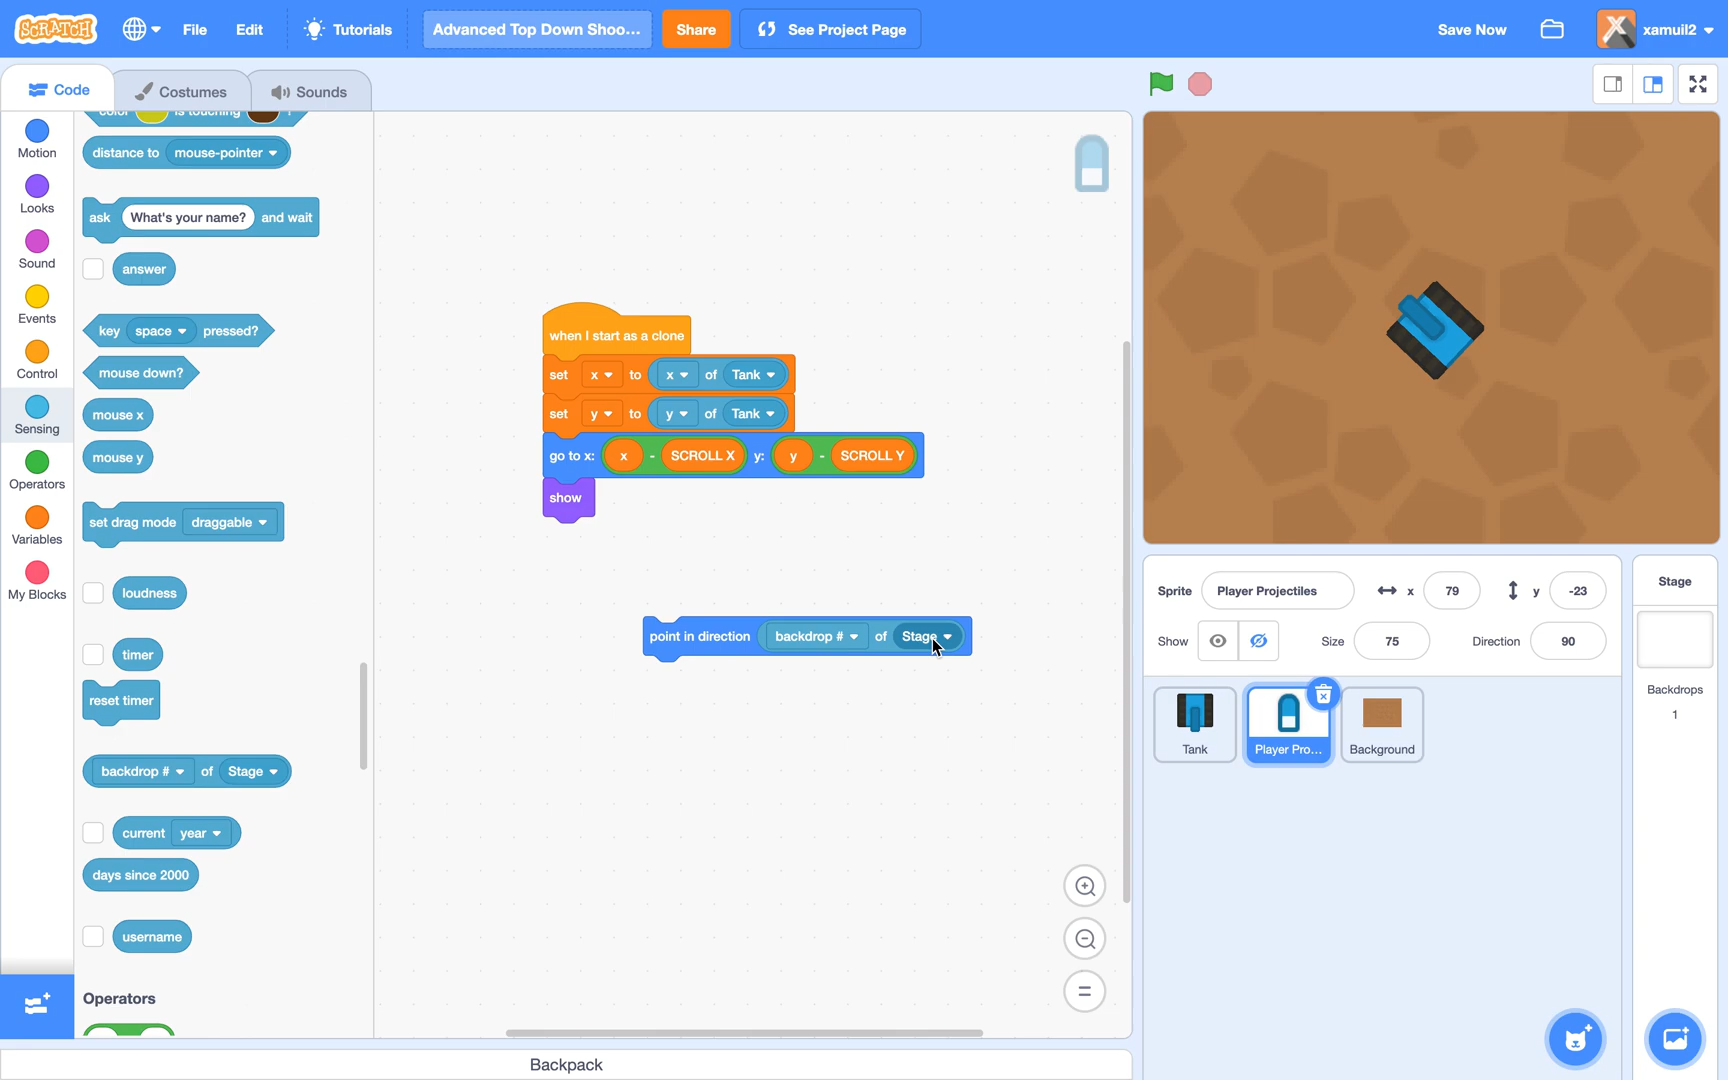 SCRATCH
File
Edit
Tutorials
Advanced Top Down Shoo...
Share
See Project Page
Save Now
xamuil2
Code
Costumes
Sounds
Motion
Looks
Sound
Events
Control
Sensing
Operators
Variables
My Blocks
color is touching ?
distance to mouse-pointer
ask What's your name? and wait
answer
key space pressed?
mouse down?
mouse x
mouse y
set drag mode draggable
loudness
timer
reset timer
backdrop # of Stage
current year
days since 2000
username
Operators
when I start as a clone
set x to x of Tank
set y to y of Tank
go to x: x - SCROLL X y: y - SCROLL Y
show
point in direction backdrop # of Stage
Backpack
Sprite Player Projectiles x 79 y -23
Show Size 75 Direction 90
Tank
Player Pro...
Background
Stage
Backdrops
1